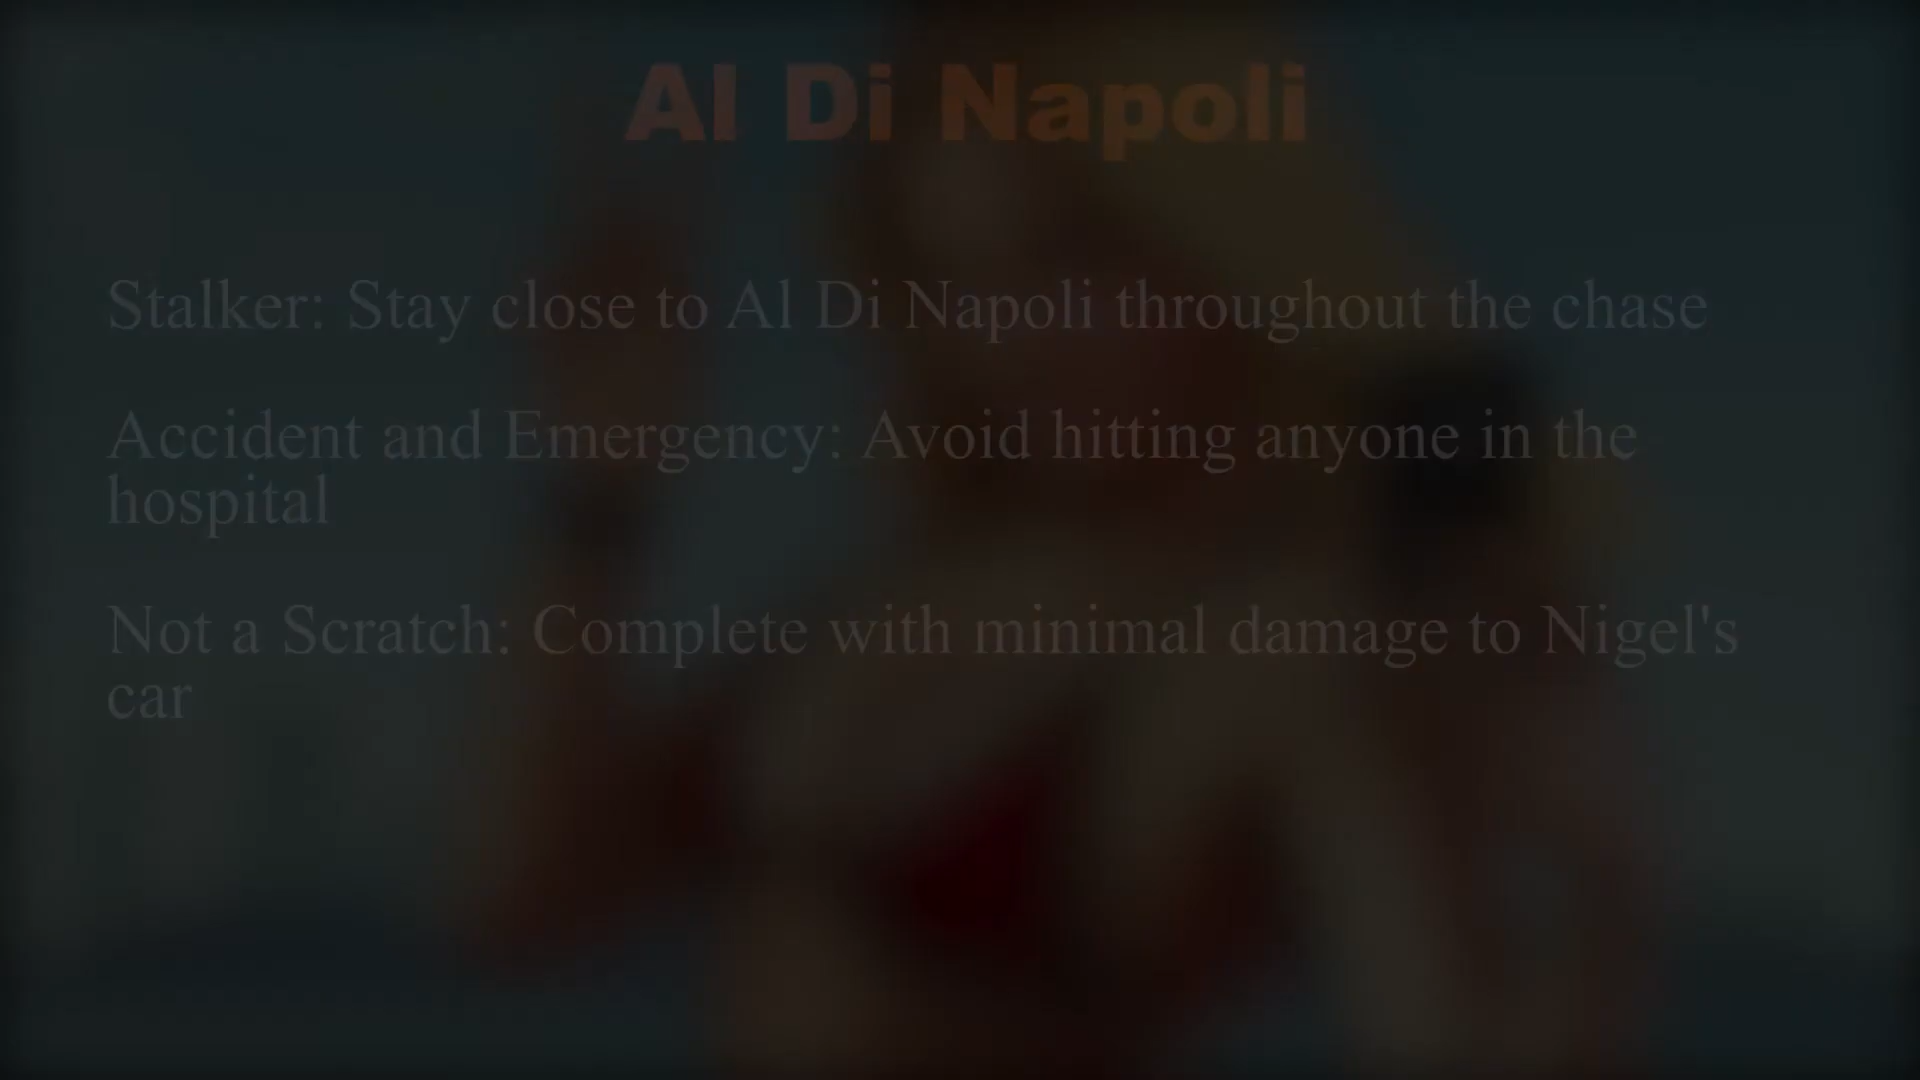 Al Di Napoli
Stalker: Stay close to Al Di Napoli throughout the chase
Accident and Emergency: Avoid hitting anyone in the
hospital
Not a Scratch: Complete with minimal damage to Nigel's
car